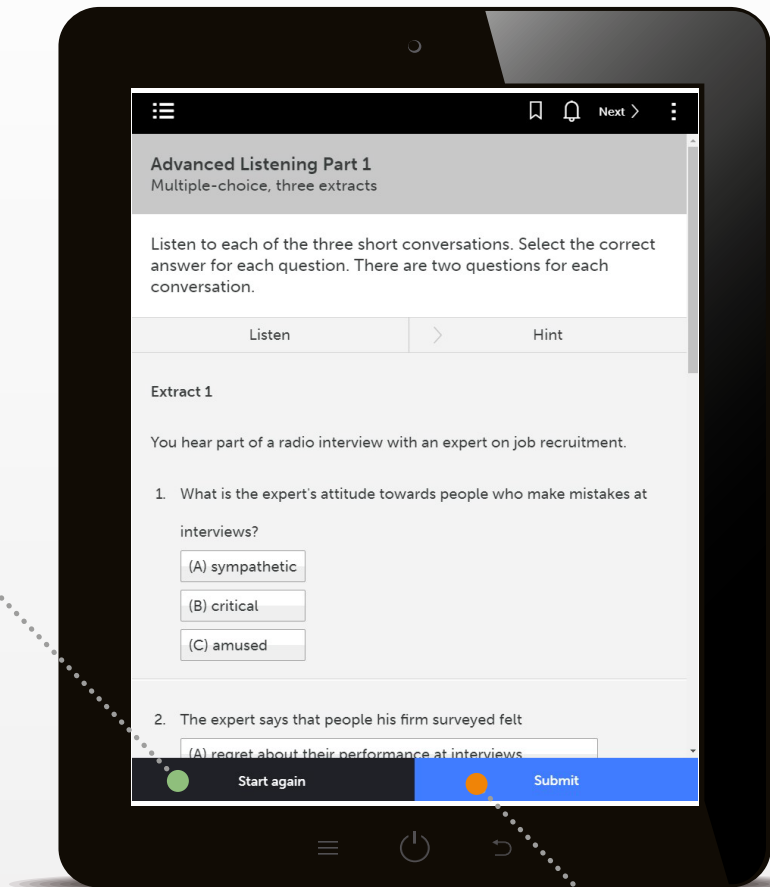 Next
Advanced Listening Part 1
Multiple-choice, three extracts
Listen to each of the three short conversations. Select the correct
answer for each question. There are two questions for each
conversation.
Listen
Hint
Extract 1
You hear part of a radio interview with an expert on job recruitment.
1. What is the expert's attitude towards people who make mistakes at
interviews?
(A) sympathetic
(B) critical
(C) amused
2. The expert says that people his firm surveyed felt
(A) regret about their performance at interviews
Start again
Submit